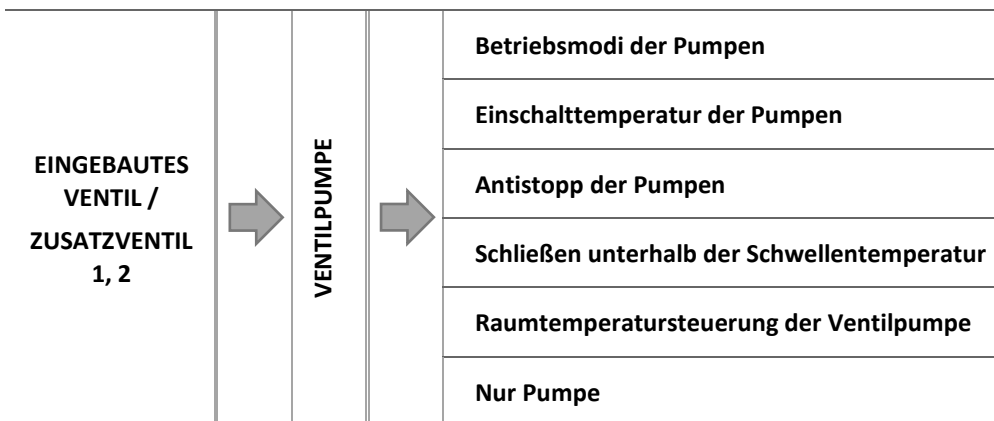 EINGEBAUTES
VENTIL /
ZUSATZVENTIL
1, 2
VENTILPUMPE
Betriebsmodi der Pumpen
Einschalttemperatur der Pumpen
Antistopp der Pumpen
Schließen unterhalb der Schwellentemperatur
Raumtemperatursteuerung der Ventilpumpe
Nur Pumpe